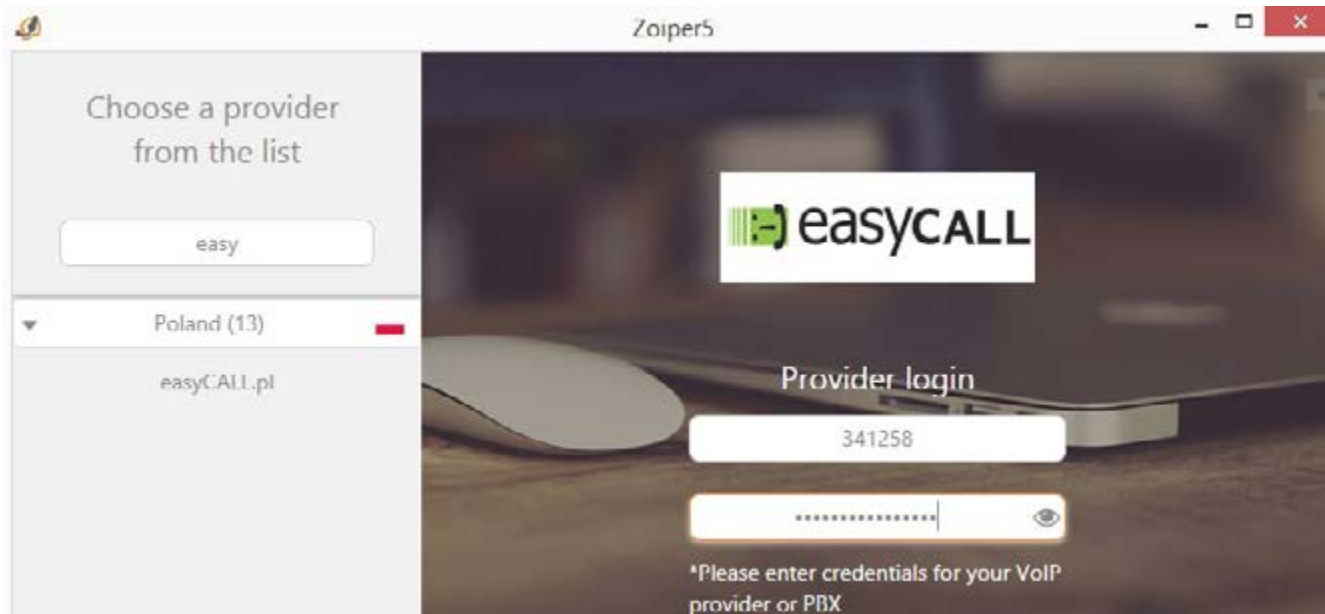 Zoiper5
Choose a provider
from the list
easy
Poland (13)
easyCALL.pl
easyCALL
Provider login
341258
*Please enter credentials for your VoIP
provider or PBX